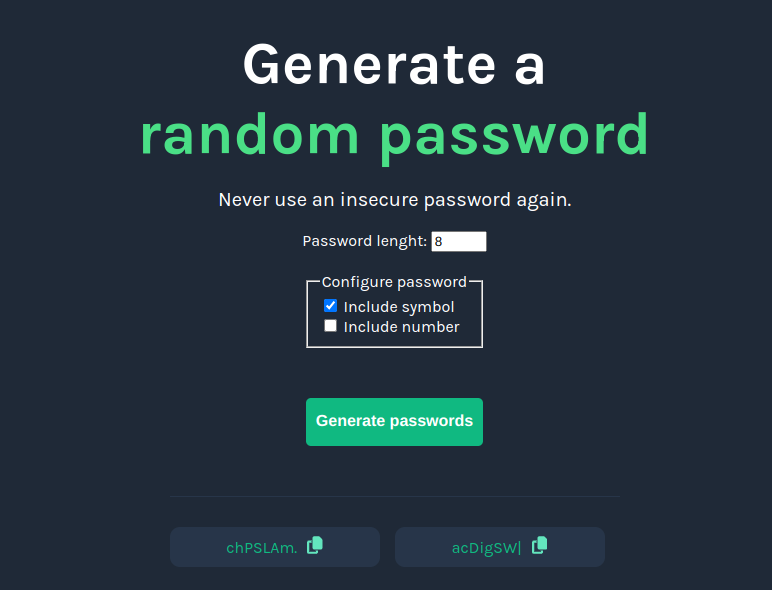 Generate a
random password
Never use an insecure password again.
Password lenght: 8
Configure password
Include symbol
Include number
Generate passwords
chPSLAm. acDigSW|